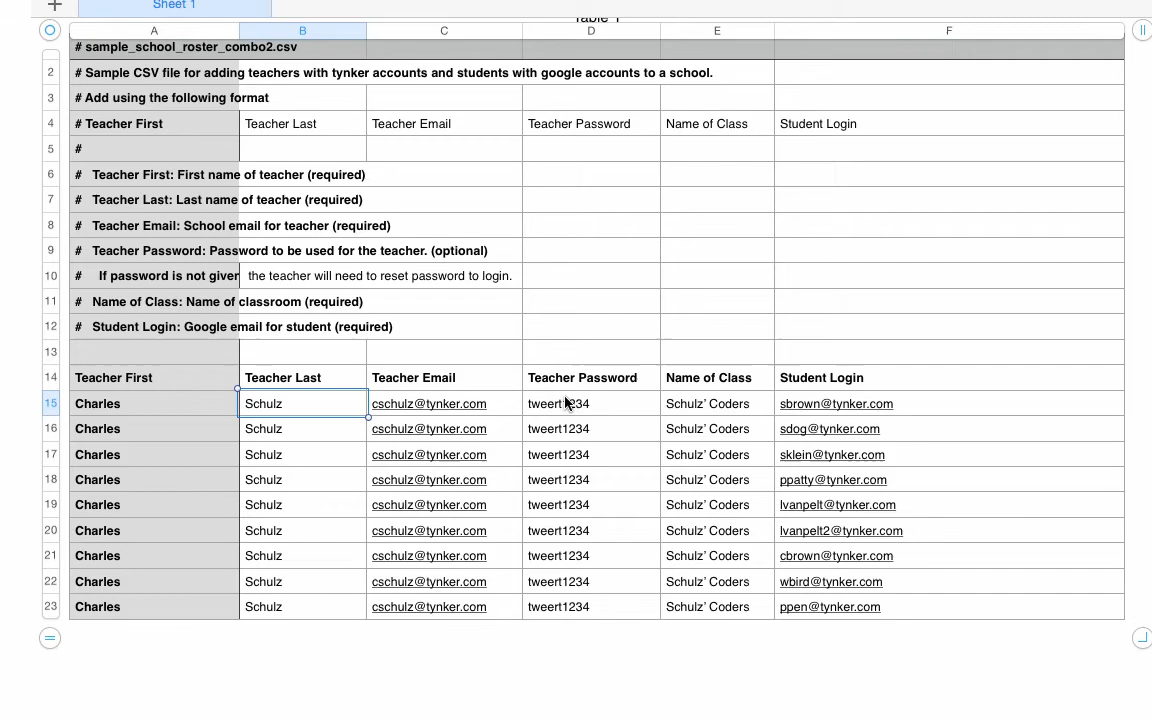 Sheet 1
Table 1
A B C D E F
# sample_school_roster_combo2.csv
2 # Sample CSV file for adding teachers with tynker accounts and students with google accounts to a school.
3 # Add using the following format
4 # Teacher First Teacher Last Teacher Email Teacher Password Name of Class Student Login
5 #
6 # Teacher First: First name of teacher (required)
7 # Teacher Last: Last name of teacher (required)
8 # Teacher Email: School email for teacher (required)
9 # Teacher Password: Password to be used for the teacher. (optional)
10 # If password is not given the teacher will need to reset password to login.
11 # Name of Class: Name of classroom (required)
12 # Student Login: Google email for student (required)
13
14 Teacher First Teacher Last Teacher Email Teacher Password Name of Class Student Login
15 Charles Schulz cschulz@tynker.com tweert1234 Schulz’ Coders sbrown@tynker.com
16 Charles Schulz cschulz@tynker.com tweert1234 Schulz’ Coders sdog@tynker.com
17 Charles Schulz cschulz@tynker.com tweert1234 Schulz’ Coders sklein@tynker.com
18 Charles Schulz cschulz@tynker.com tweert1234 Schulz’ Coders ppatty@tynker.com
19 Charles Schulz cschulz@tynker.com tweert1234 Schulz’ Coders lvanpelt@tynker.com
20 Charles Schulz cschulz@tynker.com tweert1234 Schulz’ Coders lvanpelt2@tynker.com
21 Charles Schulz cschulz@tynker.com tweert1234 Schulz’ Coders cbrown@tynker.com
22 Charles Schulz cschulz@tynker.com tweert1234 Schulz’ Coders wbird@tynker.com
23 Charles Schulz cschulz@tynker.com tweert1234 Schulz’ Coders ppen@tynker.com